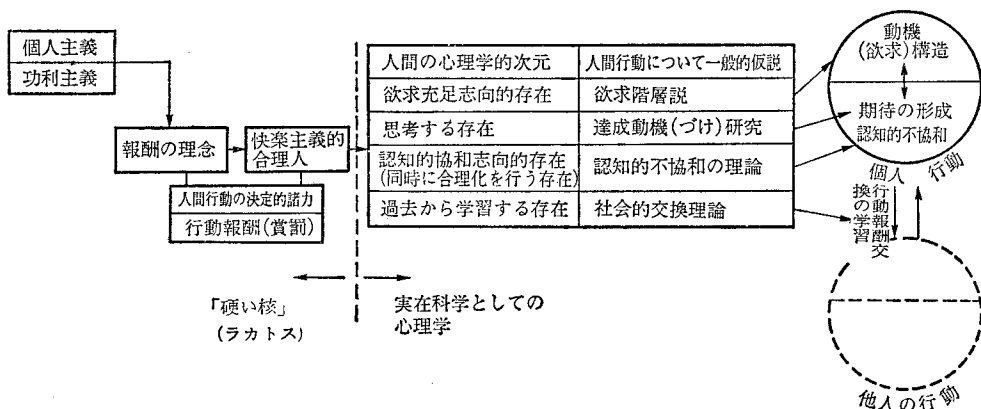 個人主義
功利主義
報酬の理念
快楽主義的
合理人
人間行動の決定的諸力
行動報酬(賞罰)
人間の心理学的次元
人間行動について一般的仮説
欲求充足志向的存在
欲求階層説
思考する存在
達成動機(づけ)研究
認知的協和志向的存在
(同時に合理化を行う存在)
認知的不協和の理論
過去から学習する存在
社会的交換理論
動機
(欲求)構造
期待の形成
認知的不協和
個人 行動
行動報酬交
換の学習
他人の行動
「硬い核」
(ラカトス)
実在科学としての
心理学